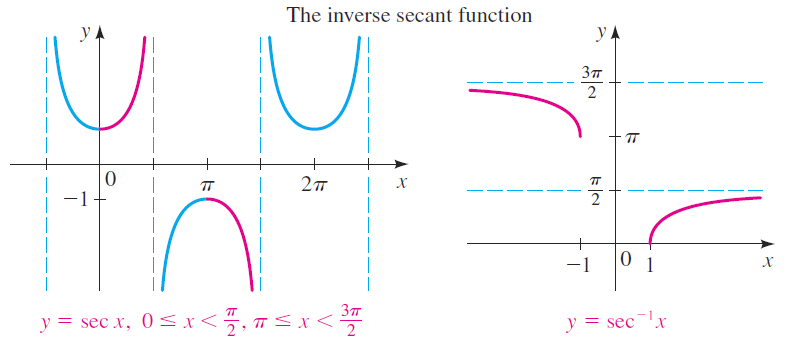 The inverse secant function
y
0
π
2π
x
−1
y = sec x, 0 ≤ x < π/2, π ≤ x < 3π/2
y
3π/2
π
π/2
−1
0
1
x
y = sec⁻¹x